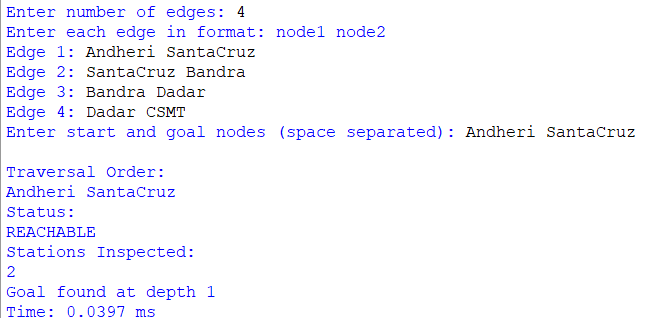 Enter number of edges: 4
Enter each edge in format: node1 node2
Edge 1: Andheri SantaCruz
Edge 2: SantaCruz Bandra
Edge 3: Bandra Dadar
Edge 4: Dadar CSMT
Enter start and goal nodes (space separated): Andheri SantaCruz
Traversal Order:
Andheri SantaCruz
Status:
REACHABLE
Stations Inspected:
2
Goal found at depth 1
Time: 0.0397 ms